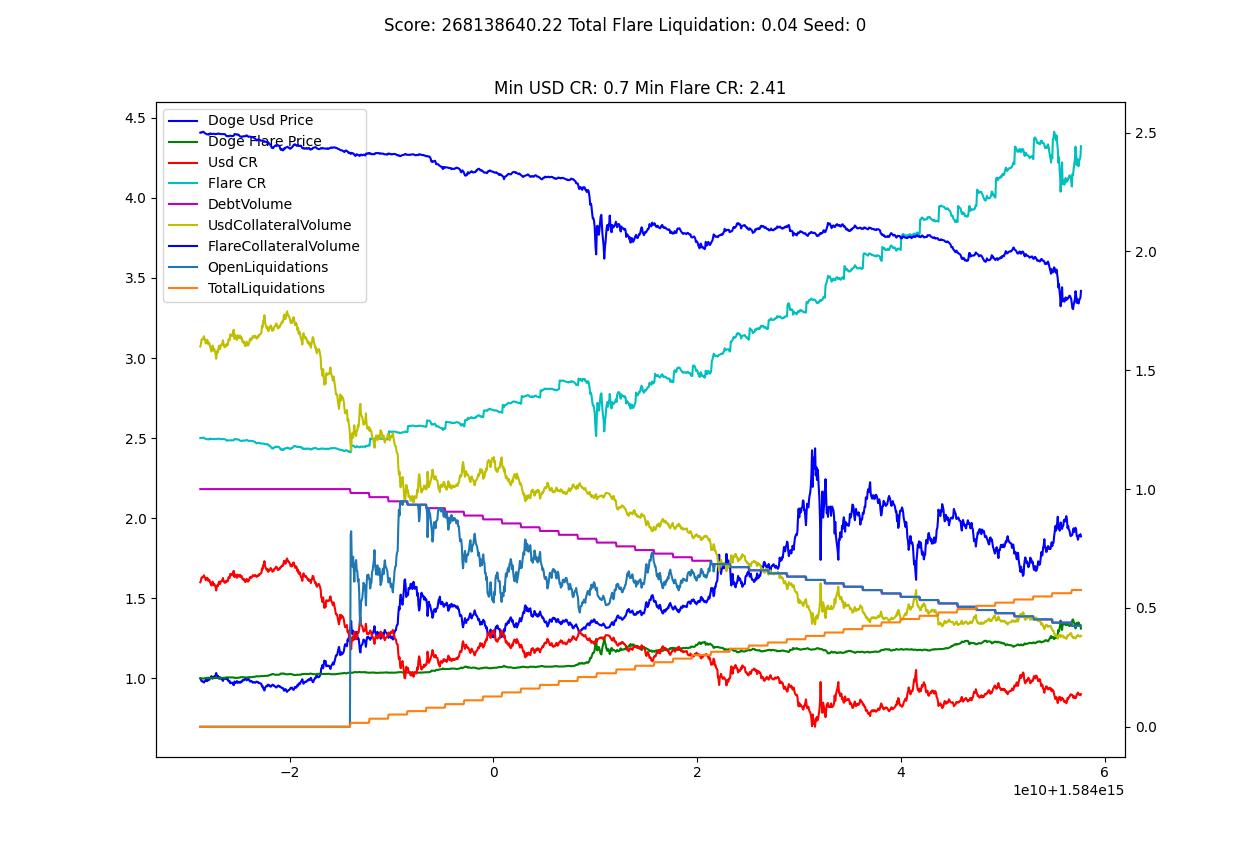 Score: 268138640.22 Total Flare Liquidation: 0.04 Seed: 0
Min USD CR: 0.7 Min Flare CR: 2.41
Doge Usd Price
Doge Flare Price
Usd CR
Flare CR
DebtVolume
UsdCollateralVolume
FlareCollateralVolume
OpenLiquidations
TotalLiquidations
4.5
4.0
3.5
3.0
2.5
2.0
1.5
1.0
2.5
2.0
1.5
1.0
0.5
0.0
−2
0
2
4
6
1e10+1.584e15